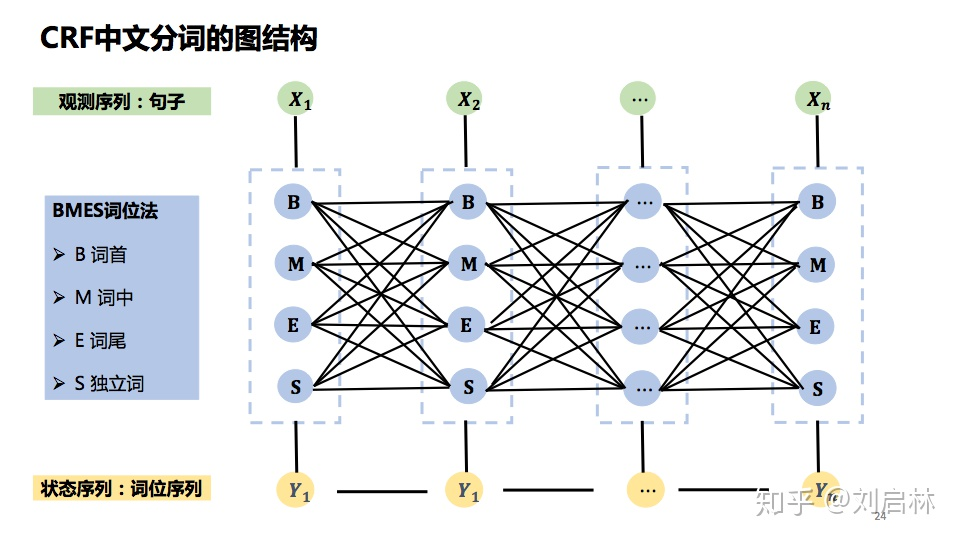 CRF中文分词的图结构
观测序列：句子
X1 X2 ... Xn
BMES词位法
➢ B 词首
➢ M 词中
➢ E 词尾
➢ S 独立词
B B ... B
M M ... M
E E ... E
S S ... S
状态序列：词位序列
Y1 Y1 ... Yn
知乎 @刘启林
24